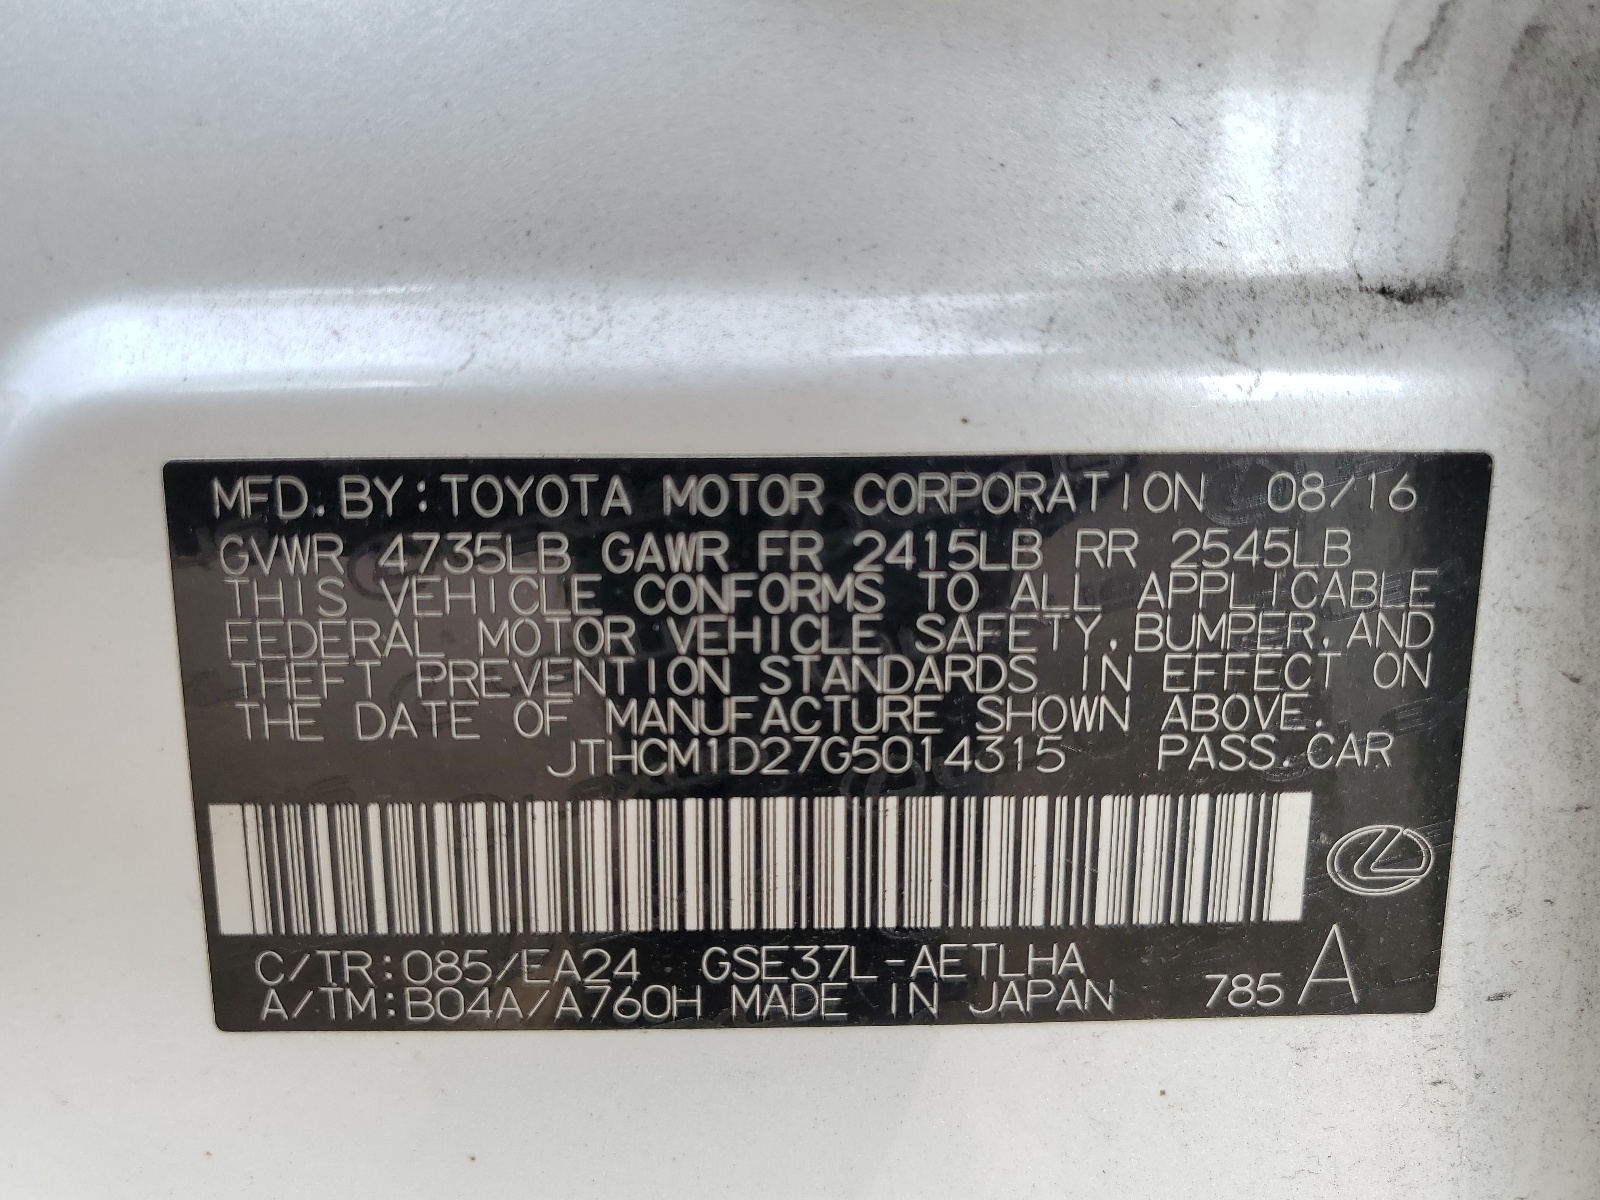 MFD. BY:TOYOTA MOTOR CORPORATION 08/16
GVWR 4735LB GAWR FR 2415LB RR 2545LB
THIS VEHICLE CONFORMS TO ALL APPLICABLE
FEDERAL MOTOR VEHICLE SAFETY, BUMPER, AND
THEFT PREVENTION STANDARDS IN EFFECT ON
THE DATE OF MANUFACTURE SHOWN ABOVE.
JTHCM1D27G5014315 PASS.CAR
C/TR:085/EA24 GSE37L-AETLHA
A/TM:B04A/A760H MADE IN JAPAN 785 A